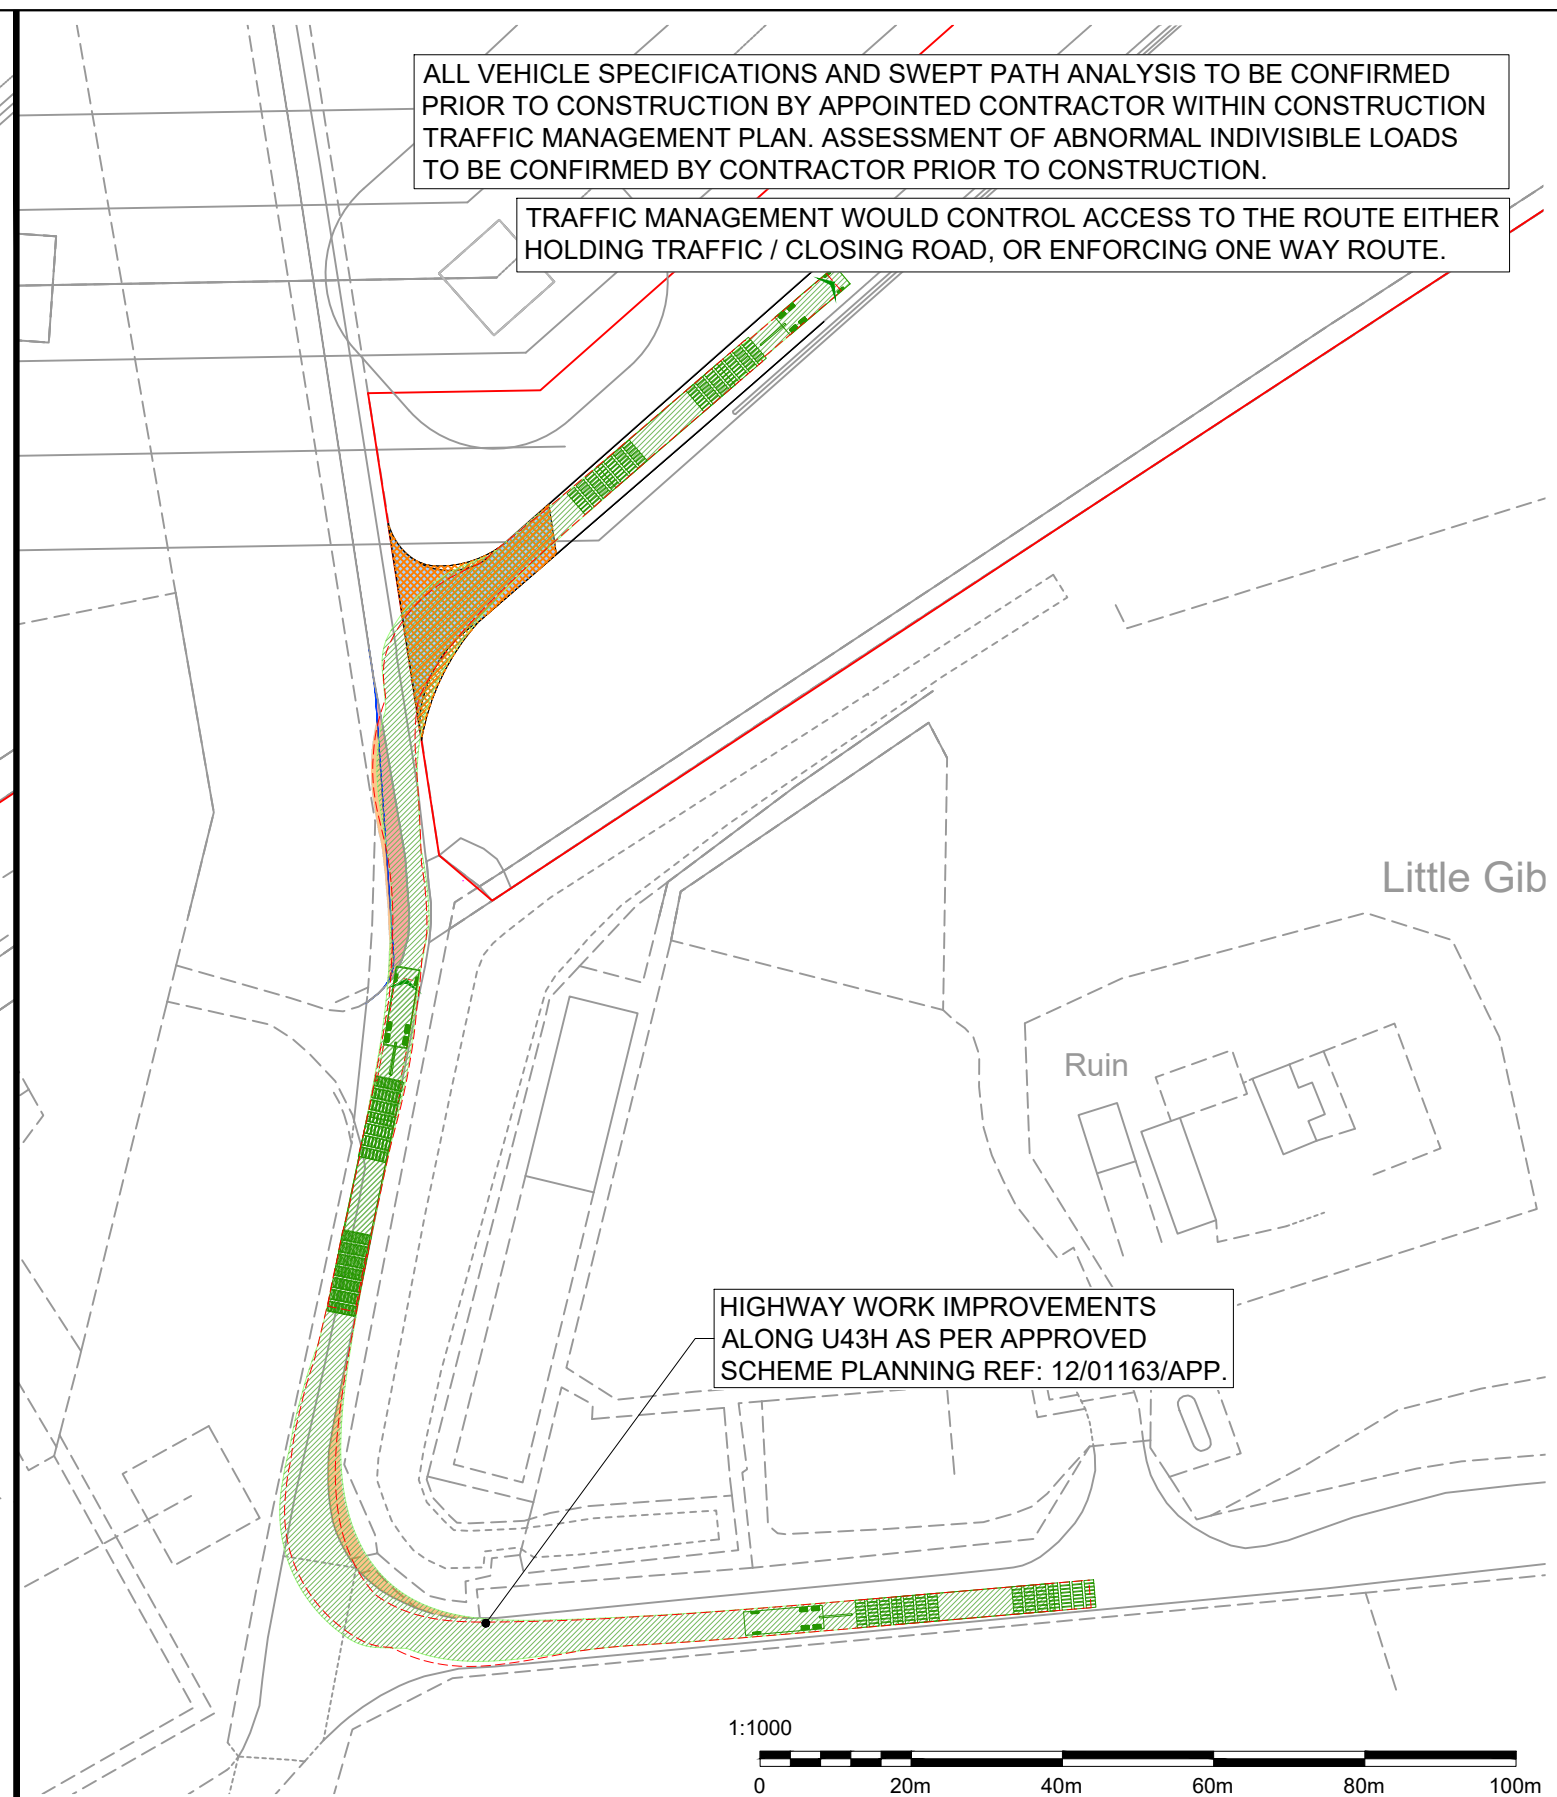 ALL VEHICLE SPECIFICATIONS AND SWEPT PATH ANALYSIS TO BE CONFIRMED
PRIOR TO CONSTRUCTION BY APPOINTED CONTRACTOR WITHIN CONSTRUCTION
TRAFFIC MANAGEMENT PLAN. ASSESSMENT OF ABNORMAL INDIVISIBLE LOADS
TO BE CONFIRMED BY CONTRACTOR PRIOR TO CONSTRUCTION.
TRAFFIC MANAGEMENT WOULD CONTROL ACCESS TO THE ROUTE EITHER
HOLDING TRAFFIC / CLOSING ROAD, OR ENFORCING ONE WAY ROUTE.
Little Gib
Ruin
HIGHWAY WORK IMPROVEMENTS
ALONG U43H AS PER APPROVED
SCHEME PLANNING REF: 12/01163/APP.
1:1000
0 20m 40m 60m 80m 100m